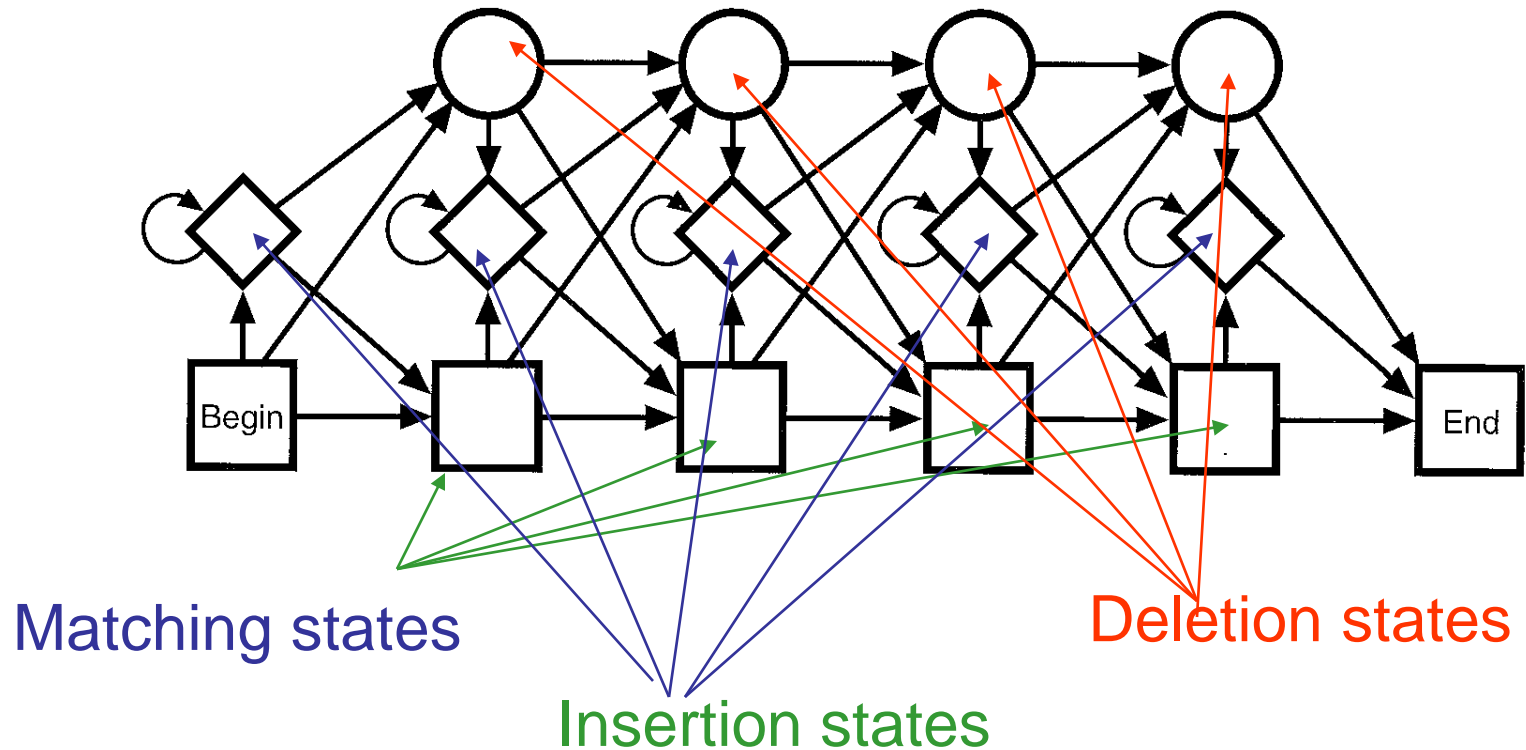 Begin
End
Matching states
Deletion states
Insertion states